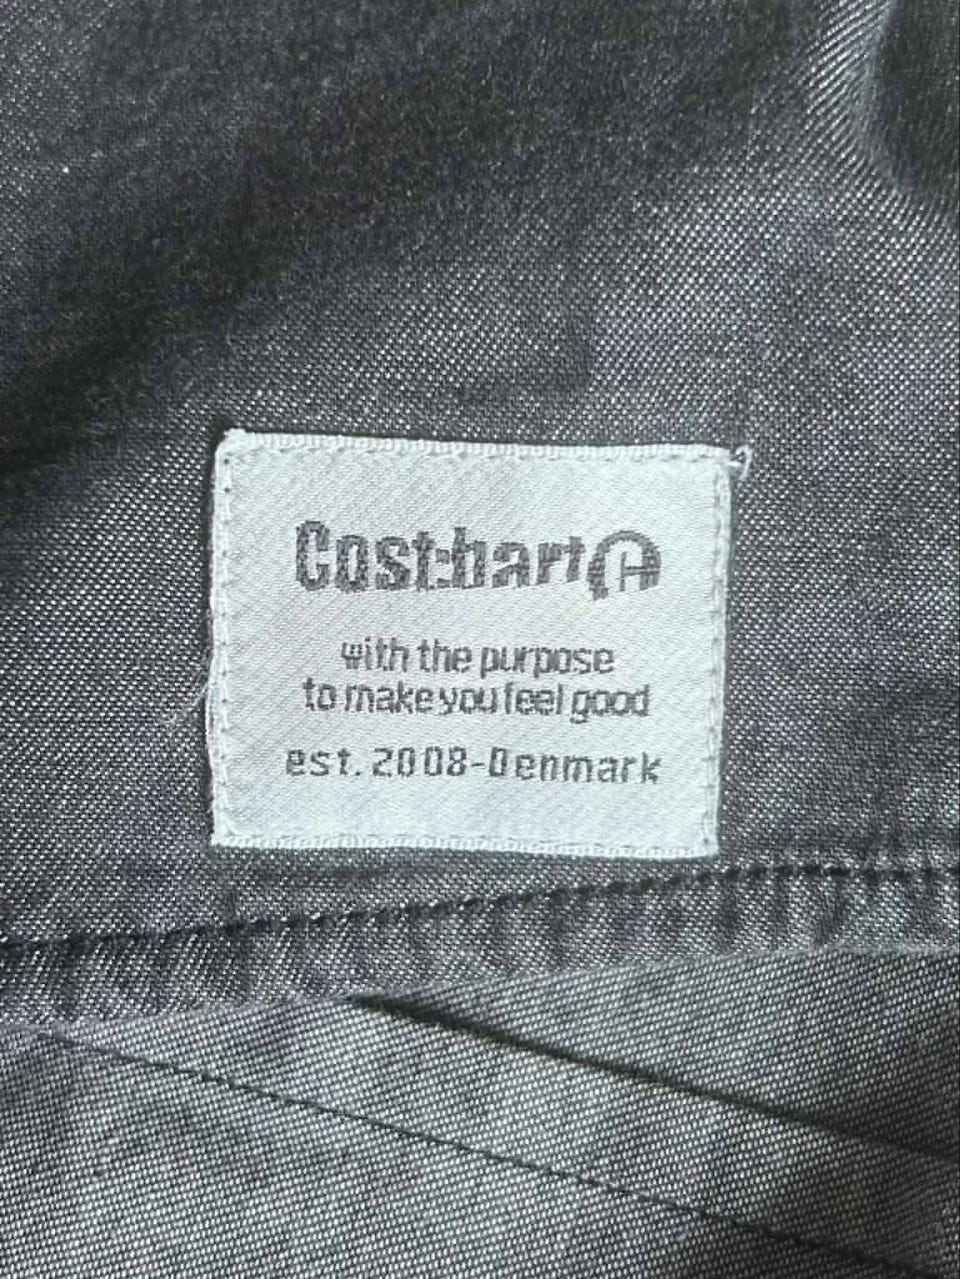 Cost:bart
with the purpose
to make you feel good
est. 2008-Denmark